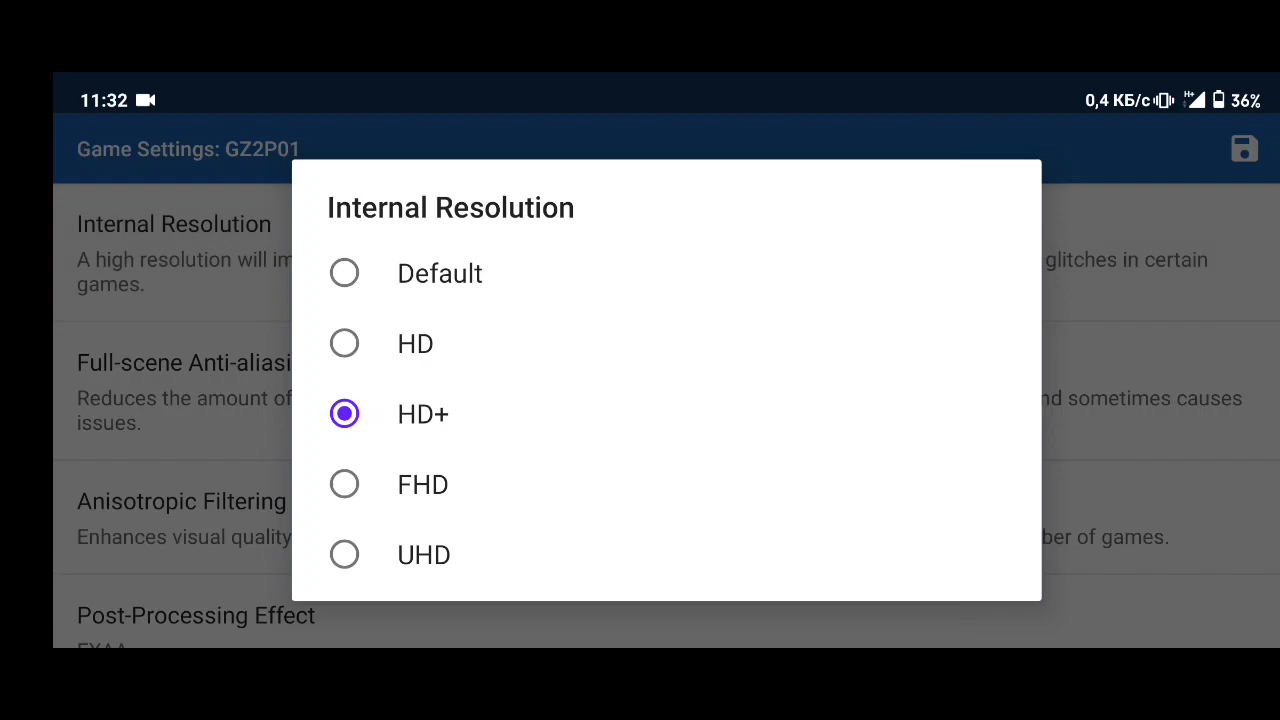 11:32 0,4 КБ/с H+ 36%
Game Settings: GZ2P01
Internal Resolution
A high resolution will im
glitches in certain
games.
Full-scene Anti-aliasi
Reduces the amount of
nd sometimes causes
issues.
Anisotropic Filtering
Enhances visual quality
ber of games.
Post-Processing Effect
FXAA
Internal Resolution
Default
HD
HD+
FHD
UHD